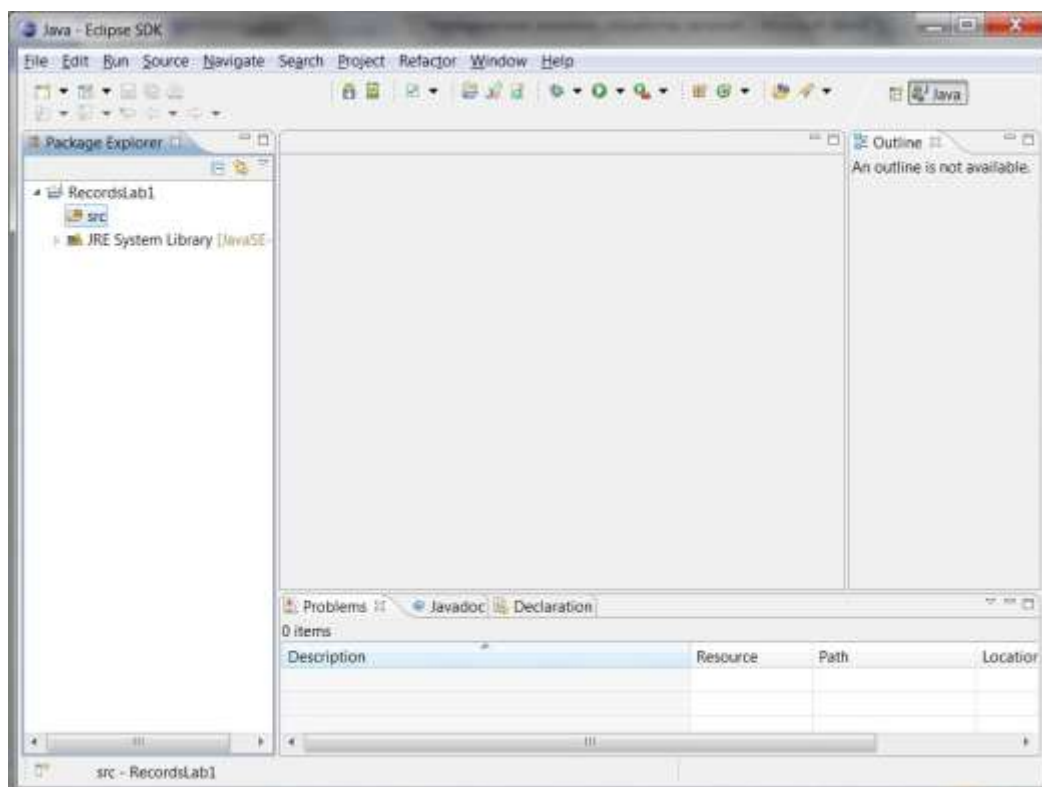 Java - Eclipse SDK
File Edit Run Source Navigate Search Project Refactor Window Help
Java
Package Explorer
Outline
An outline is not available.
RecordsLab1
src
JRE System Library [JavaSE-
Problems Javadoc Declaration
0 items
Description Resource Path Location
src - RecordsLab1